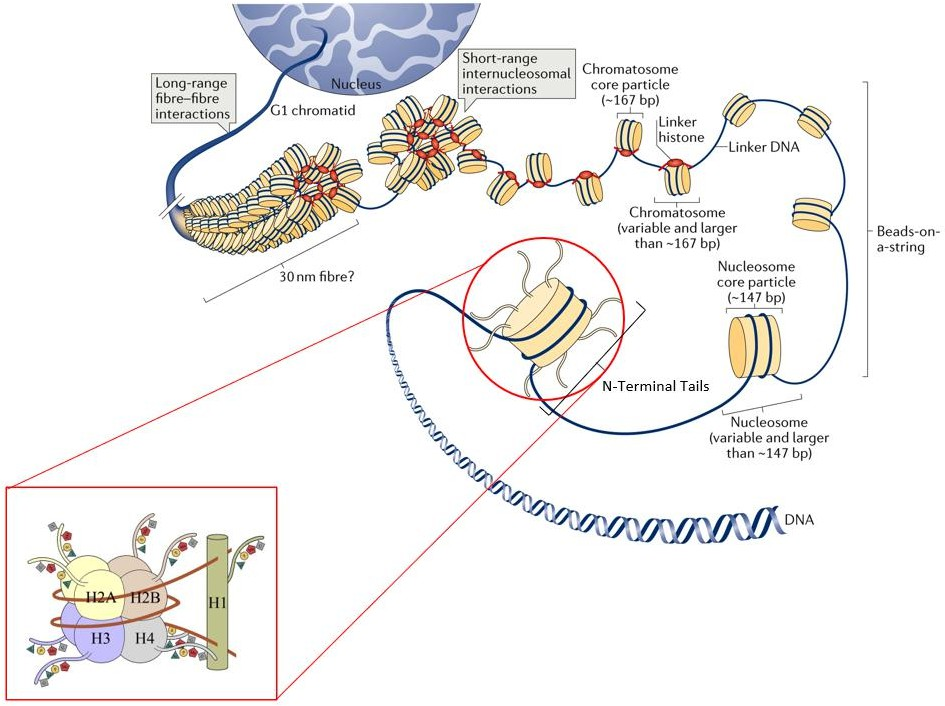 Nucleus
Long-range
fibre–fibre
interactions
G1 chromatid
Short-range
internucleosomal
interactions
Chromatosome
core particle
(~167 bp)
Linker
histone
Linker DNA
Chromatosome
(variable and larger
than ~167 bp)
Beads-on-
a-string
30 nm fibre?
Nucleosome
core particle
(~147 bp)
N-Terminal Tails
Nucleosome
(variable and larger
than ~147 bp)
DNA
H2A
H2B
H1
H3
H4